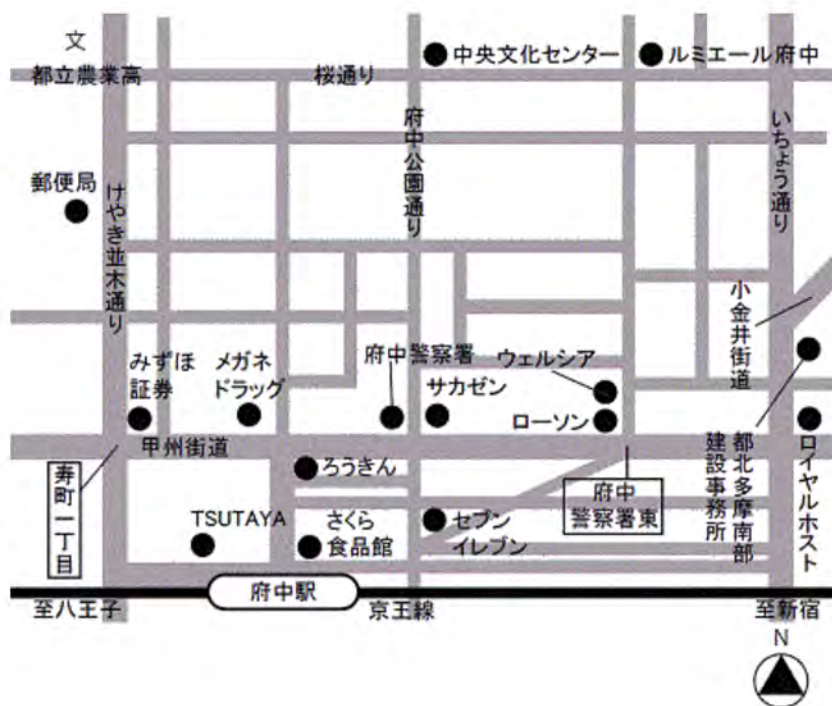 文
都立農業高
桜通り
中央文化センター
ルミエール府中
府中公園通り
いちょう通り
郵便局
けやき並木通り
小金井街道
みずほ
証券
メガネ
ドラッグ
府中警察署
サカゼン
ウェルシア
ローソン
甲州街道
ろうきん
寿町一丁目
TSUTAYA
さくら
食品館
セブン
イレブン
府中
警察署東
都北多摩南部
建設事務所
ロイヤルホスト
府中駅
至八王子
京王線
至新宿
N